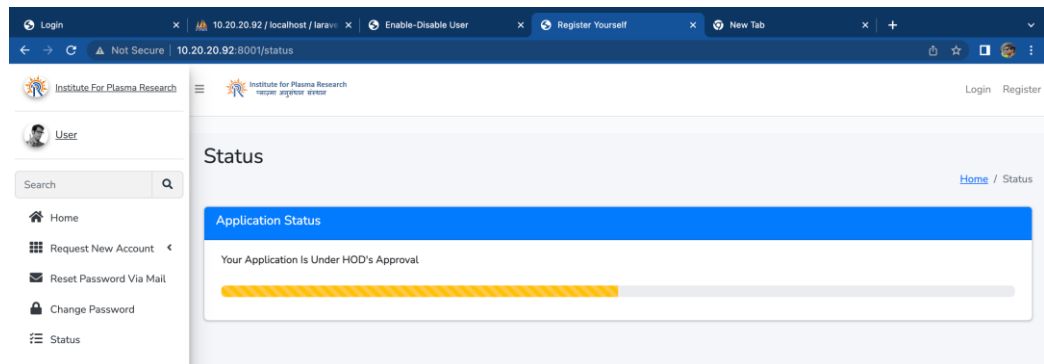 Login
10.20.20.92 / localhost / larave
Enable-Disable User
Register Yourself
New Tab
Not Secure | 10.20.20.92:8001/status
Institute For Plasma Research
Institute for Plasma Research
प्लाज़्मा अनुसंधान संस्थान
Login Register
User
Status
Search
Home / Status
Home
Application Status
Request New Account
Your Application Is Under HOD's Approval
Reset Password Via Mail
Change Password
Status